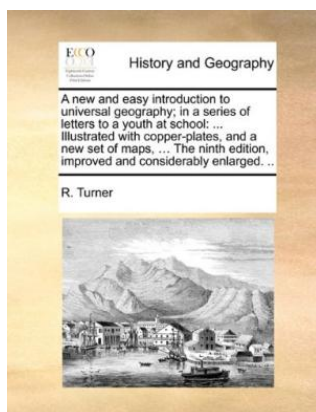 ECCO
History and Geography
A new and easy introduction to
universal geography; in a series of
letters to a youth at school: ...
Illustrated with copper-plates, and a
new set of maps, ... The ninth edition,
improved and considerably enlarged. ..
R. Turner